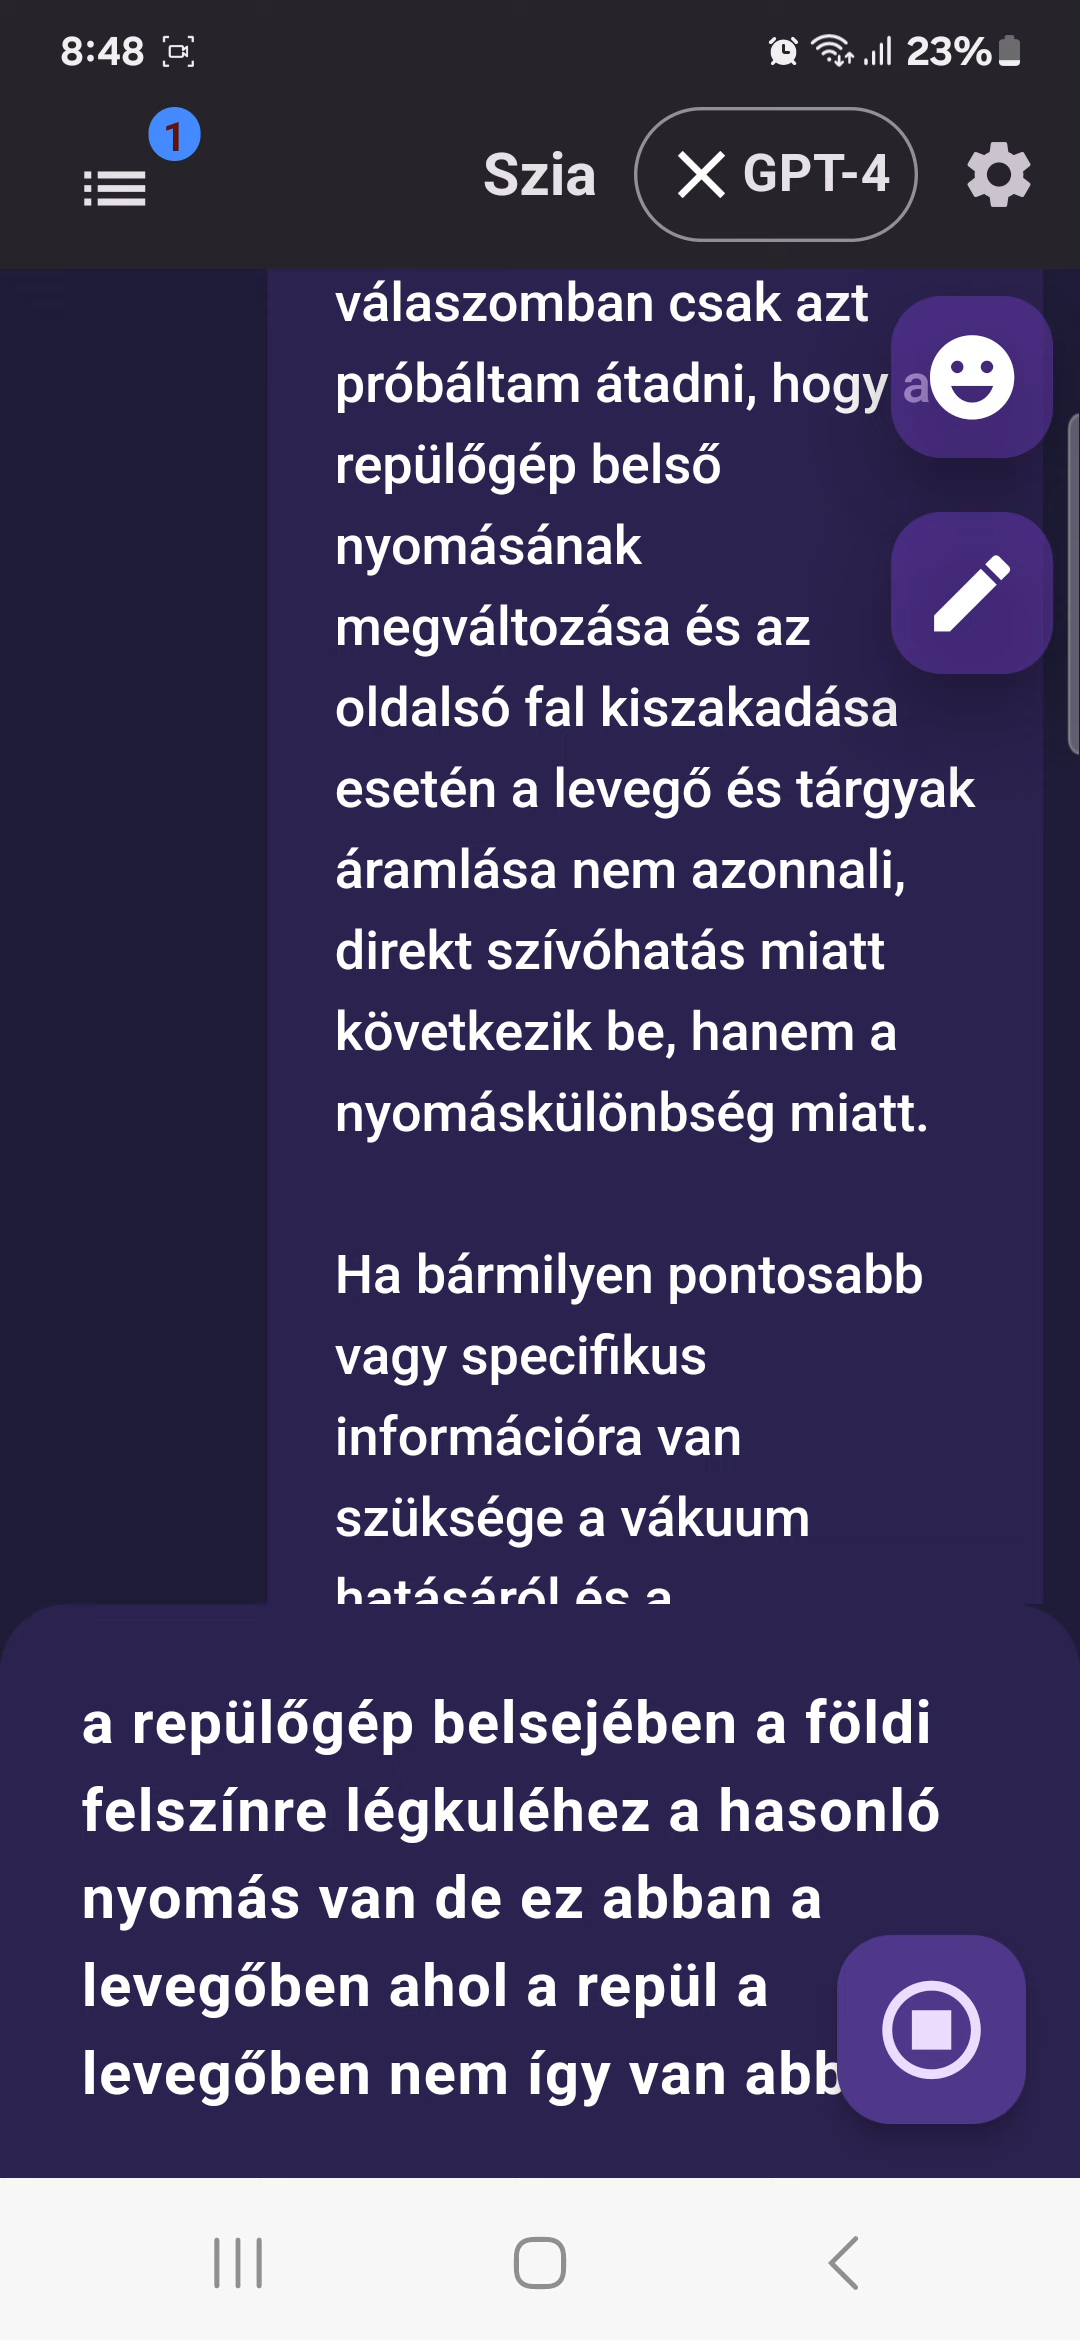 8:48
23%
1
Szia
GPT-4
válaszomban csak azt
próbáltam átadni, hogy a
repülőgép belső
nyomásának
megváltozása és az
oldalsó fal kiszakadása
esetén a levegő és tárgyak
áramlása nem azonnali,
direkt szívóhatás miatt
következik be, hanem a
nyomáskülönbség miatt.
Ha bármilyen pontosabb
vagy specifikus
információra van
szüksége a vákuum
hatásáról és a
a repülőgép belsejében a földi
felszínre légkuléhez a hasonló
nyomás van de ez abban a
levegőben ahol a repül a
levegőben nem így van abb